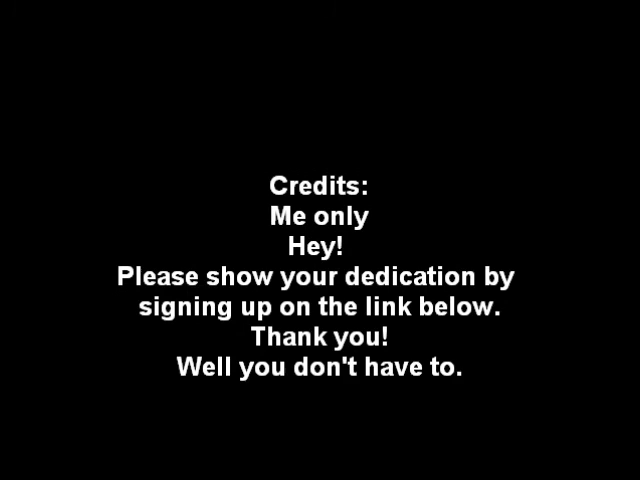 Credits:
Me only
Hey!
Please show your dedication by
signing up on the link below.
Thank you!
Well you don't have to.